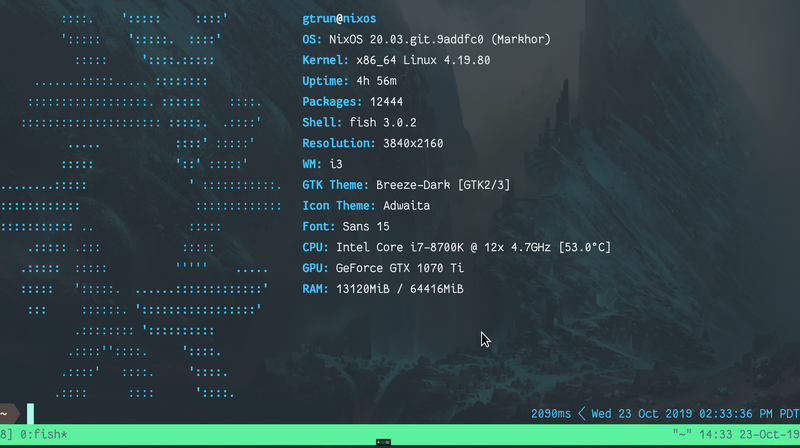 gtrun@nixos
OS: NixOS 20.03.git.9addfc0 (Markhor)
Kernel: x86_64 Linux 4.19.80
Uptime: 4h 56m
Packages: 12444
Shell: fish 3.0.2
Resolution: 3840x2160
WM: i3
GTK Theme: Breeze-Dark [GTK2/3]
Icon Theme: Adwaita
Font: Sans 15
CPU: Intel Core i7-8700K @ 12x 4.7GHz [53.0°C]
GPU: GeForce GTX 1070 Ti
RAM: 13120MiB / 64416MiB
~ 2090ms < Wed 23 Oct 2019 02:33:36 PM PDT
8] 0:fish* "~" 14:33 23-Oct-19